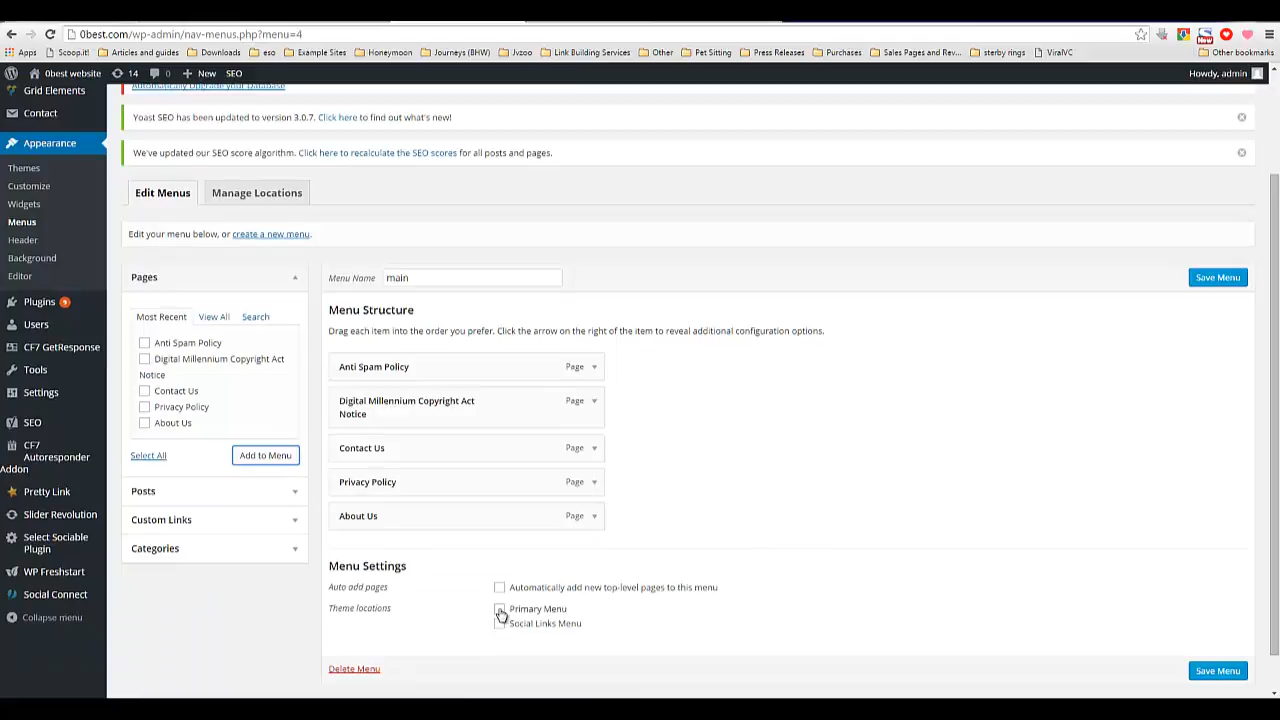 0best.com/wp-admin/nav-menus.php?menu=4
Apps Scoop.it! Articles and guides Downloads eso Example Sites Honeymoon Journeys (BHW) Jvzoo Link Building Services Other Pet Sitting Press Releases Purchases Sales Pages and Rev... sterby rings ViralVC Other bookmarks
New
0best website 14 0 New SEO Howdy, admin
Automatically Upgrade your Database
Grid Elements
Contact
Appearance
Themes
Customize
Widgets
Menus
Header
Background
Editor
Plugins 9
Users
CF7 GetResponse
Tools
Settings
SEO
CF7
Autoresponder
Addon
Pretty Link
Slider Revolution
Select Sociable
Plugin
WP Freshstart
Social Connect
Collapse menu
Yoast SEO has been updated to version 3.0.7. Click here to find out what's new!
We've updated our SEO score algorithm. Click here to recalculate the SEO scores for all posts and pages.
Edit Menus Manage Locations
Edit your menu below, or create a new menu.
Pages
Most Recent View All Search
Anti Spam Policy
Digital Millennium Copyright Act
Notice
Contact Us
Privacy Policy
About Us
Select All Add to Menu
Posts
Custom Links
Categories
Menu Name main Save Menu
Menu Structure
Drag each item into the order you prefer. Click the arrow on the right of the item to reveal additional configuration options.
Anti Spam Policy Page
Digital Millennium Copyright Act Page
Notice
Contact Us Page
Privacy Policy Page
About Us Page
Menu Settings
Auto add pages Automatically add new top-level pages to this menu
Theme locations Primary Menu
Social Links Menu
Delete Menu Save Menu